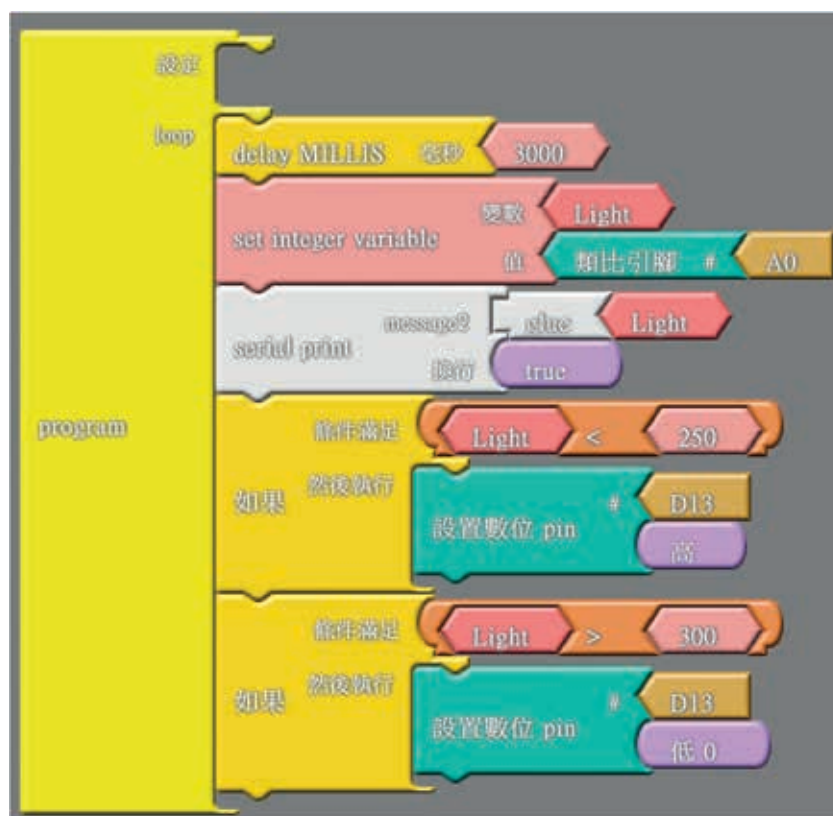 設定
loop
delay MILLIS 毫秒 3000
變數 Light
set integer variable
值 類比引腳 # A0
message2 glue Light
serial print
換行 true
program
條件滿足 Light < 250
如果 然後執行
設置數位 pin # D13
高
條件滿足 Light > 300
如果 然後執行
設置數位 pin # D13
低 0